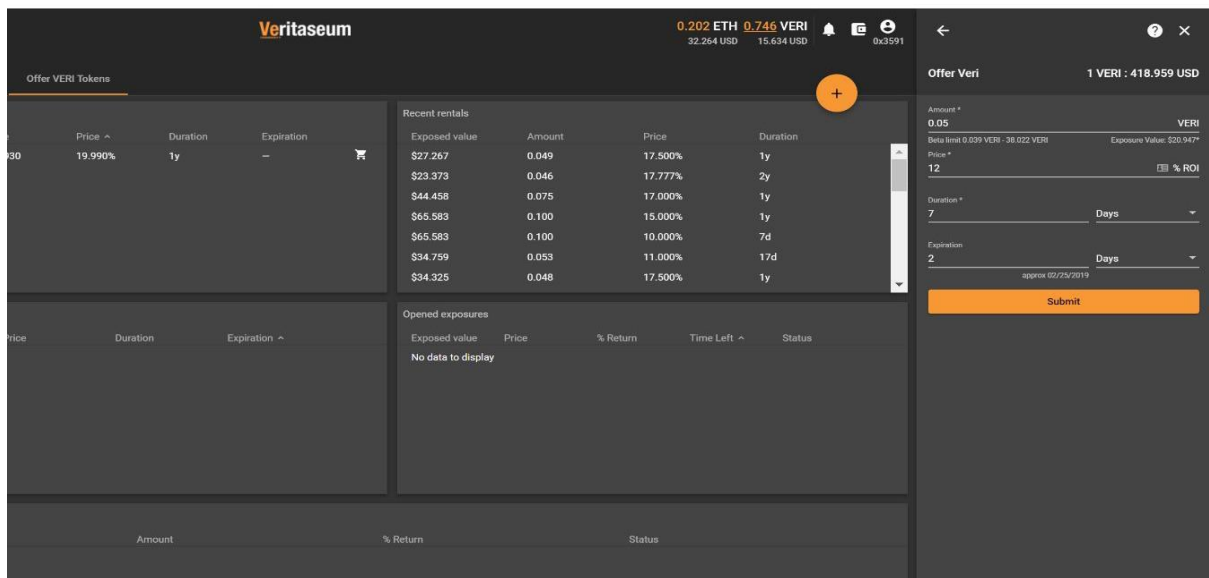 Veritaseum
0.202 ETH 0.746 VERI
32.264 USD 15.634 USD
0x3591
Offer VERI Tokens
Price Duration Expiration
930 19.990% 1y –
Recent rentals
Exposed value Amount Price Duration
$27.267 0.049 17.500% 1y
$23.373 0.046 17.777% 2y
$44.458 0.075 17.000% 1y
$65.583 0.100 15.000% 1y
$65.583 0.100 10.000% 7d
$34.759 0.053 11.000% 17d
$34.325 0.048 17.500% 1y
Price Duration Expiration
Opened exposures
Exposed value Price % Return Time Left Status
No data to display
Amount % Return Status
Offer Veri 1 VERI : 418.959 USD
Amount *
0.05 VERI
Beta limit 0.039 VERI - 38.022 VERI Exposure Value: $20.947*
Price *
12 % ROI
Duration *
7 Days
Expiration
2 Days
approx 02/25/2019
Submit